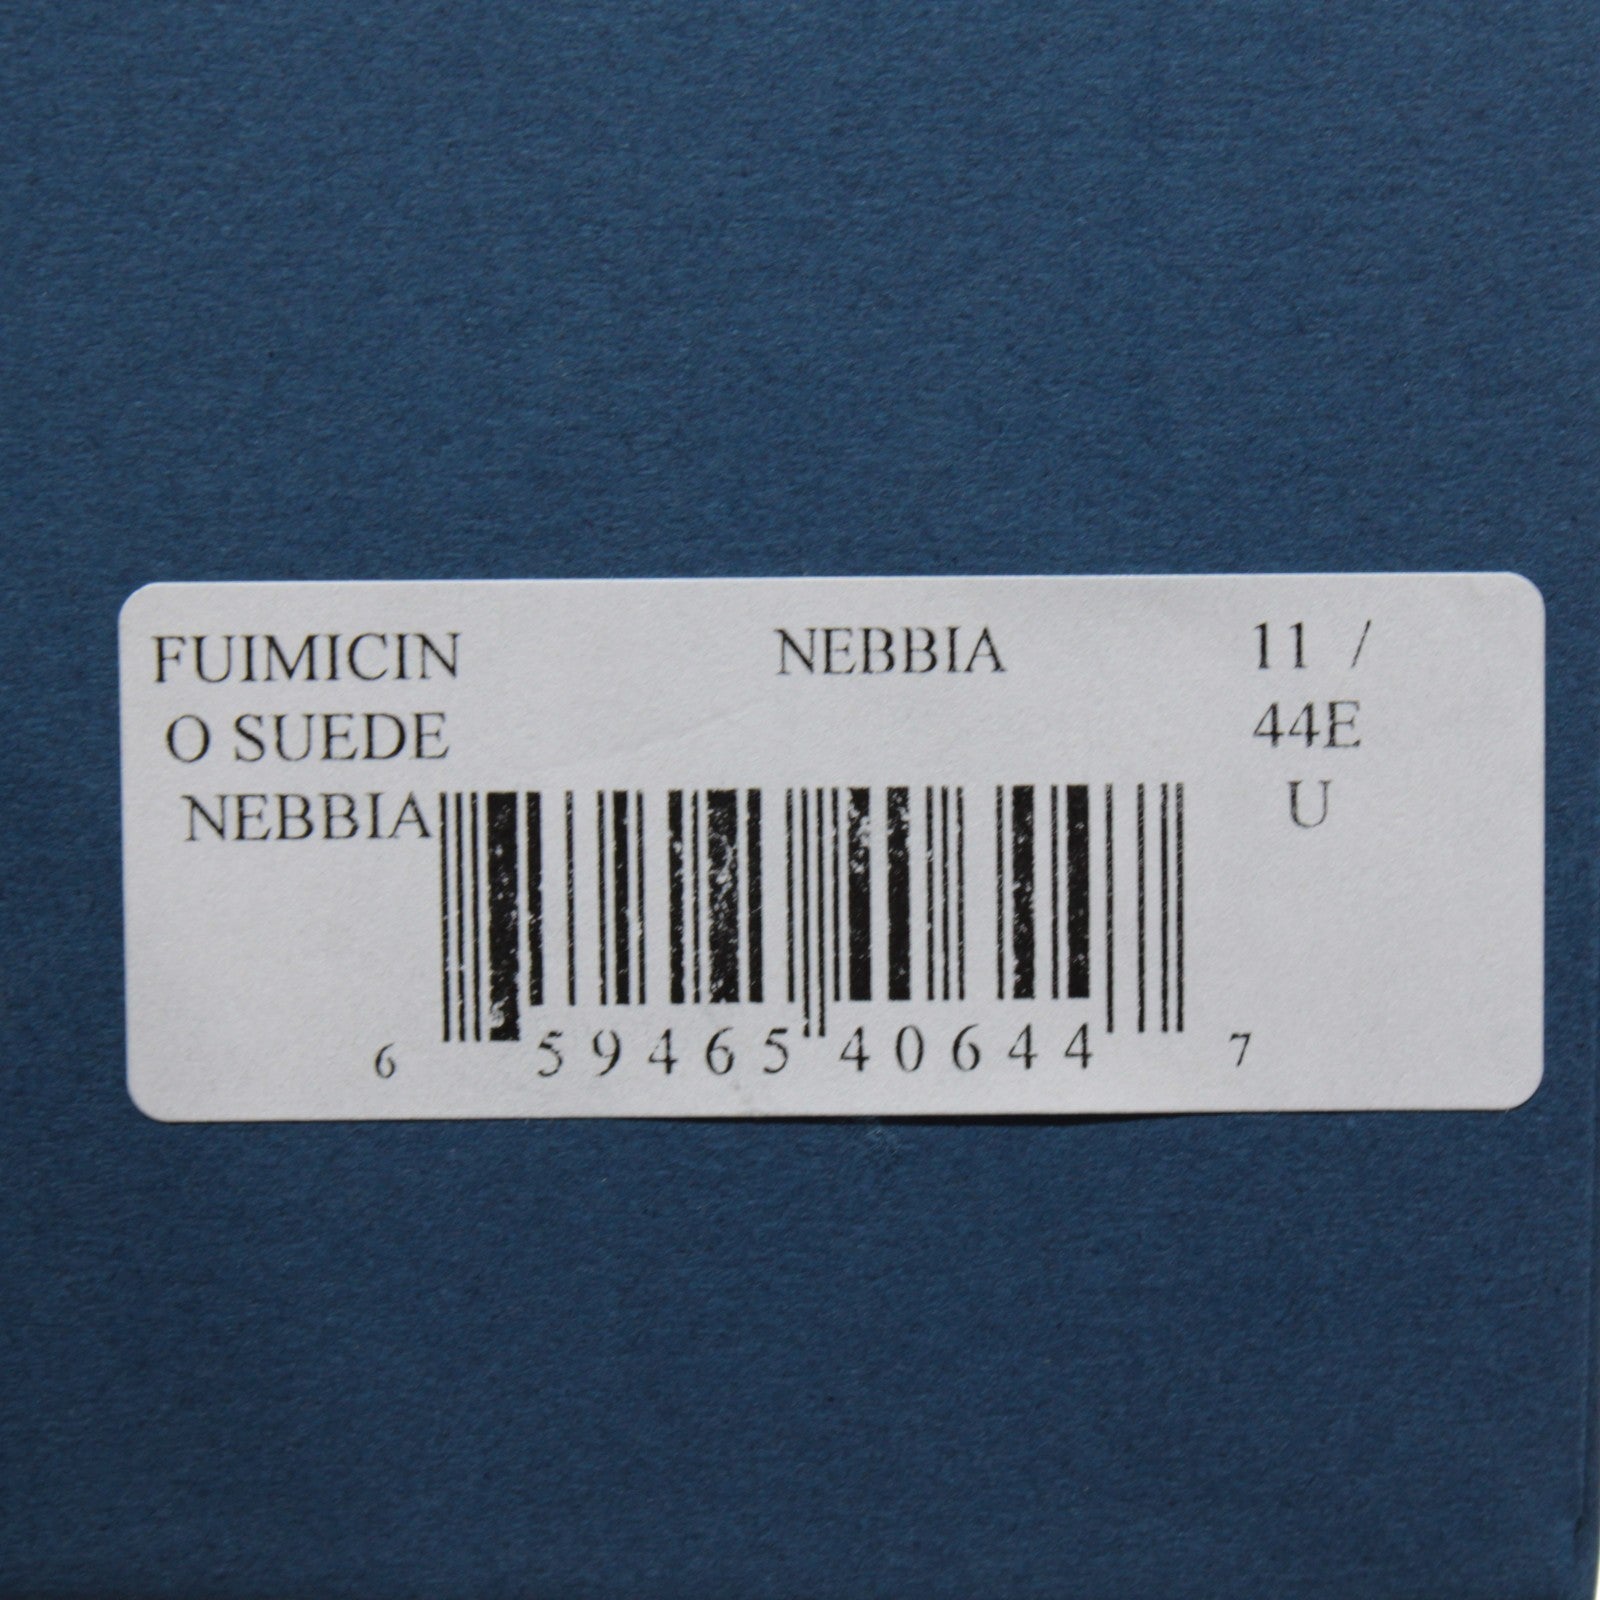 FUIMICIN NEBBIA 11 /
O SUEDE 44E
NEBBIA U
6 59465 40644 7